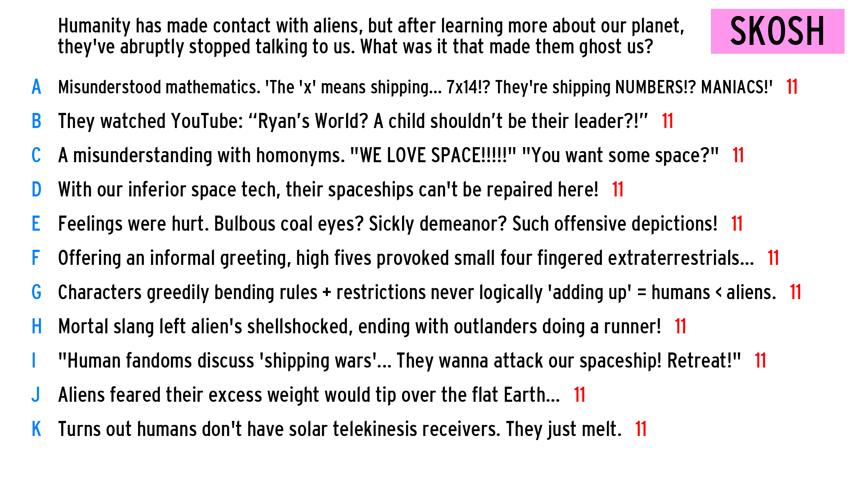 Humanity has made contact with aliens, but after learning more about our planet,
they've abruptly stopped talking to us. What was it that made them ghost us?
SKOSH
A Misunderstood mathematics. 'The 'x' means shipping... 7x14!? They're shipping NUMBERS!? MANIACS!' 11
B They watched YouTube: “Ryan’s World? A child shouldn’t be their leader?!” 11
C A misunderstanding with homonyms. "WE LOVE SPACE!!!!!" "You want some space?" 11
D With our inferior space tech, their spaceships can't be repaired here! 11
E Feelings were hurt. Bulbous coal eyes? Sickly demeanor? Such offensive depictions! 11
F Offering an informal greeting, high fives provoked small four fingered extraterrestrials... 11
G Characters greedily bending rules + restrictions never logically 'adding up' = humans < aliens. 11
H Mortal slang left alien's shellshocked, ending with outlanders doing a runner! 11
I "Human fandoms discuss 'shipping wars'... They wanna attack our spaceship! Retreat!" 11
J Aliens feared their excess weight would tip over the flat Earth... 11
K Turns out humans don't have solar telekinesis receivers. They just melt. 11